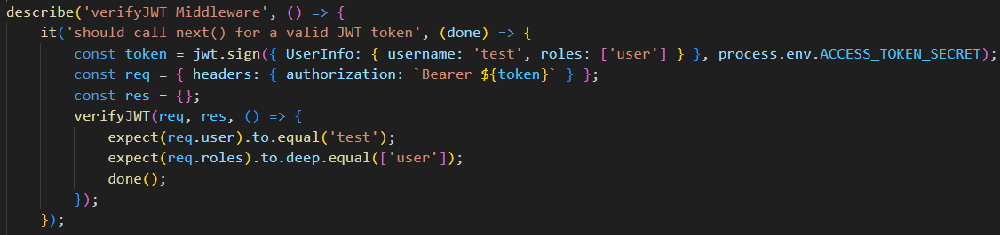 describe('verifyJWT Middleware', () => {
    it('should call next() for a valid JWT token', (done) => {
        const token = jwt.sign({ UserInfo: { username: 'test', roles: ['user'] } }, process.env.ACCESS_TOKEN_SECRET);
        const req = { headers: { authorization: `Bearer ${token}` } };
        const res = {};
        verifyJWT(req, res, () => {
            expect(req.user).to.equal('test');
            expect(req.roles).to.deep.equal(['user']);
            done();
        });
    });